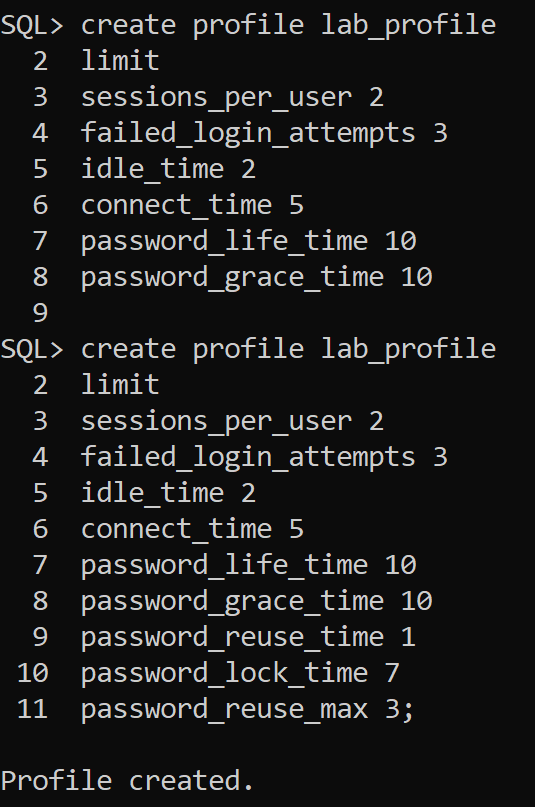 SQL> create profile lab_profile
2 limit
3 sessions_per_user 2
4 failed_login_attempts 3
5 idle_time 2
6 connect_time 5
7 password_life_time 10
8 password_grace_time 10
9
SQL> create profile lab_profile
2 limit
3 sessions_per_user 2
4 failed_login_attempts 3
5 idle_time 2
6 connect_time 5
7 password_life_time 10
8 password_grace_time 10
9 password_reuse_time 1
10 password_lock_time 7
11 password_reuse_max 3;
Profile created.